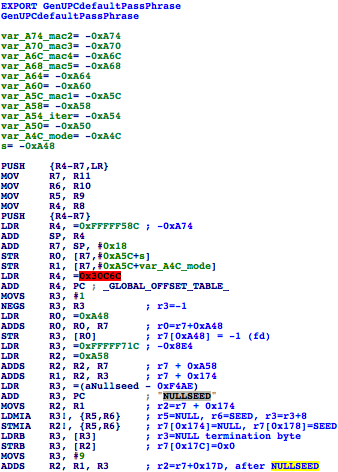 EXPORT GenUPCdefaultPassPhrase
GenUPCdefaultPassPhrase
var_A74_mac2= -0xA74
var_A70_mac3= -0xA70
var_A6C_mac4= -0xA6C
var_A68_mac5= -0xA68
var_A64= -0xA64
var_A60= -0xA60
var_A5C_mac1= -0xA5C
var_A58= -0xA58
var_A54_iter= -0xA54
var_A50= -0xA50
var_A4C_mode= -0xA4C
s= -0xA48
PUSH {R4-R7,LR}
MOV R7, R11
MOV R6, R10
MOV R5, R9
MOV R4, R8
PUSH {R4-R7}
LDR R4, =0xFFFFF58C ; -0xA74
ADD SP, R4
ADD R7, SP, #0x18
STR R0, [R7,#0xA5C+s]
STR R1, [R7,#0xA5C+var_A4C_mode]
LDR R4, =0x30C6C
ADD R4, PC ; _GLOBAL_OFFSET_TABLE_
MOVS R3, #1
NEGS R3, R3 ; r3=-1
LDR R0, =0xA48
ADDS R0, R0, R7 ; r0=r7+0xA48
STR R3, [R0] ; r7[0xA48] = -1 (fd)
LDR R3, =0xFFFFF71C ; -0x8E4
LDR R2, =0xA58
ADDS R2, R2, R7 ; r7 + 0xA58
ADDS R1, R2, R3 ; r7 + 0x174
LDR R3, =(aNullseed - 0xF4AE)
ADD R3, PC ; "NULLSEED"
MOVS R2, R1 ; r2=r7 + 0x174
LDMIA R3!, {R5,R6} ; r5=NULL, r6=SEED, r3=r3+8
STMIA R2!, {R5,R6} ; r7[0x174]=NULL, r7[0x178]=SEED
LDRB R3, [R3] ; r3=NULL termination byte
STRB R3, [R2] ; r7[0x17C]=0x0
MOVS R3, #9
ADDS R2, R1, R3 ; r2=r7+0x17D, after NULLSEED